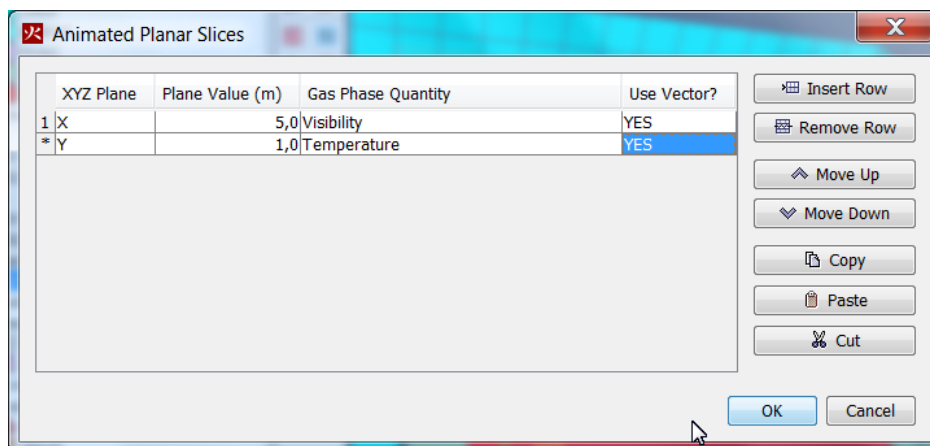 Animated Planar Slices
XYZ Plane Plane Value (m) Gas Phase Quantity Use Vector?
1 X 5,0 Visibility YES
* Y 1,0 Temperature YES
Insert Row
Remove Row
Move Up
Move Down
Copy
Paste
Cut
OK Cancel